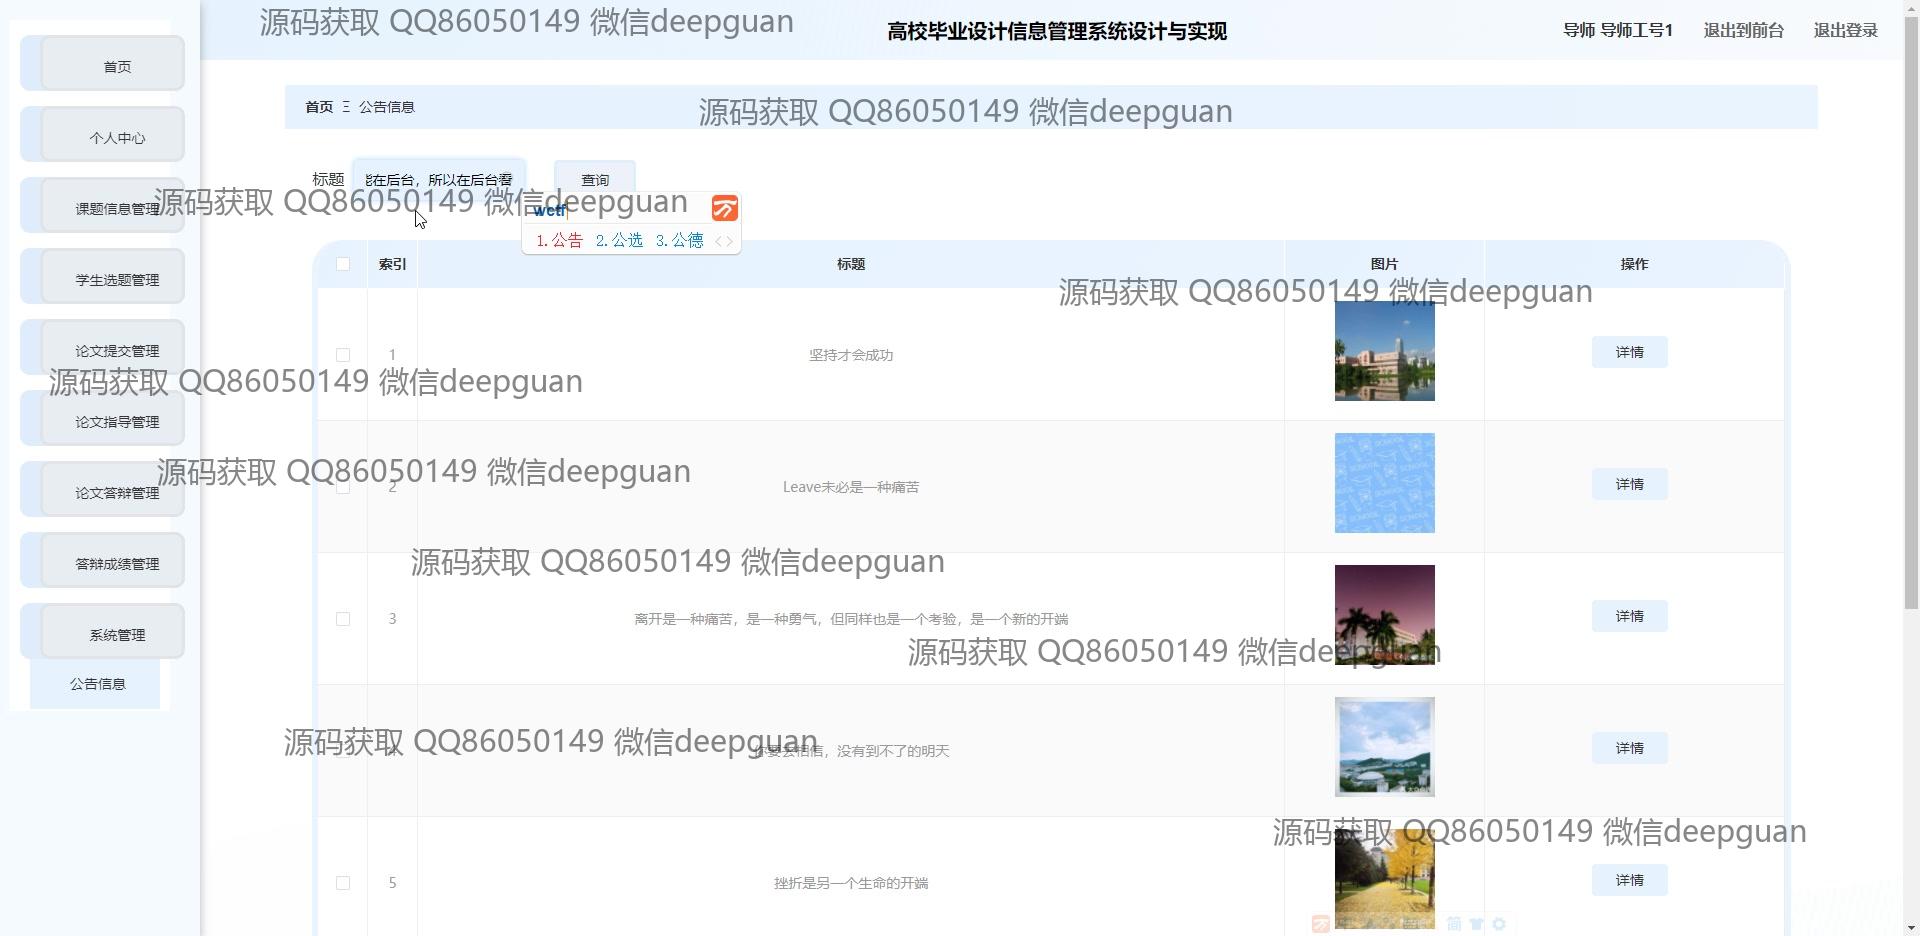 源码获取 QQ86050149 微信deepguan
高校毕业设计信息管理系统设计与实现
导师 导师工号1
退出到前台
退出登录
首页
个人中心
课题信息管理
学生选题管理
论文提交管理
论文指导管理
论文答辩管理
答辩成绩管理
系统管理
公告信息
首页 Ξ 公告信息
源码获取 QQ86050149 微信deepguan
标题
在后台，所以在后台看
查询
源码获取 QQ86050149 微信deepguan
wctf
1.公告 2.公选 3.公德
索引 标题 图片 操作
源码获取 QQ86050149 微信deepguan
1 坚持才会成功 详情
源码获取 QQ86050149 微信deepguan
源码获取 QQ86050149 微信deepguan
2 Leave未必是一种痛苦 详情
源码获取 QQ86050149 微信deepguan
3 离开是一种痛苦，是一种勇气，但同样也是一个考验，是一个新的开端 详情
源码获取 QQ86050149 微信deepguan
源码获取 QQ86050149 微信deepguan
你要去相信，没有到不了的明天 详情
源码获取 QQ86050149 微信deepguan
5 挫折是另一个生命的开端 详情
简